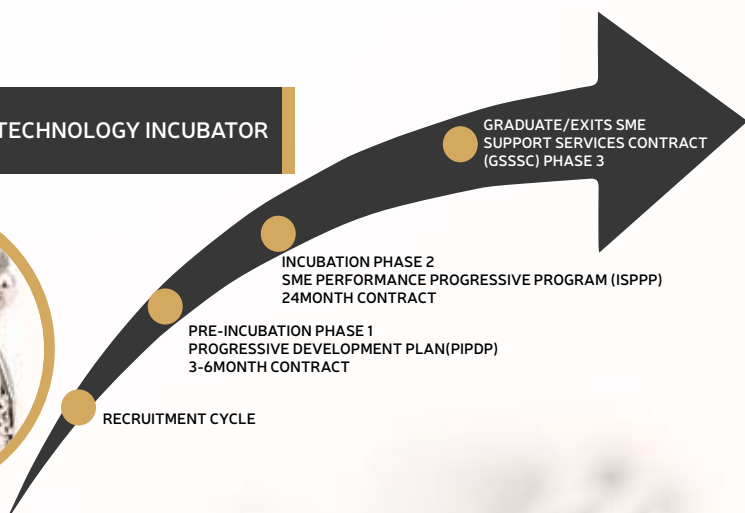 TECHNOLOGY INCUBATOR
GRADUATE/EXITS SME
SUPPORT SERVICES CONTRACT
(GSSSC) PHASE 3
INCUBATION PHASE 2
SME PERFORMANCE PROGRESSIVE PROGRAM (ISPPP)
24MONTH CONTRACT
PRE-INCUBATION PHASE 1
PROGRESSIVE DEVELOPMENT PLAN(PIPDP)
3-6MONTH CONTRACT
RECRUITMENT CYCLE